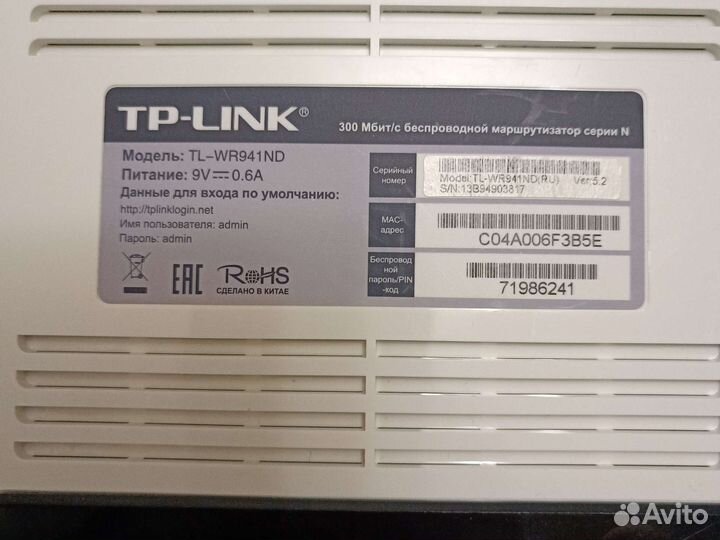 TP-LINK®
300 Мбит/с беспроводной маршрутизатор серии N
Модель: TL-WR941ND
Питание: 9V⎓0.6A
Данные для входа по умолчанию:
http://tplinklogin.net
Имя пользователя: admin
Пароль: admin
EAC
RoHS
СДЕЛАНО В КИТАЕ
Серийный
номер
Model:TL-WR941ND(RU) Ver:5.2
S/N:13B94903817
MAC-
адрес
C04A006F3B5E
Беспровод
ной
пароль/PIN
-код
71986241
Avito